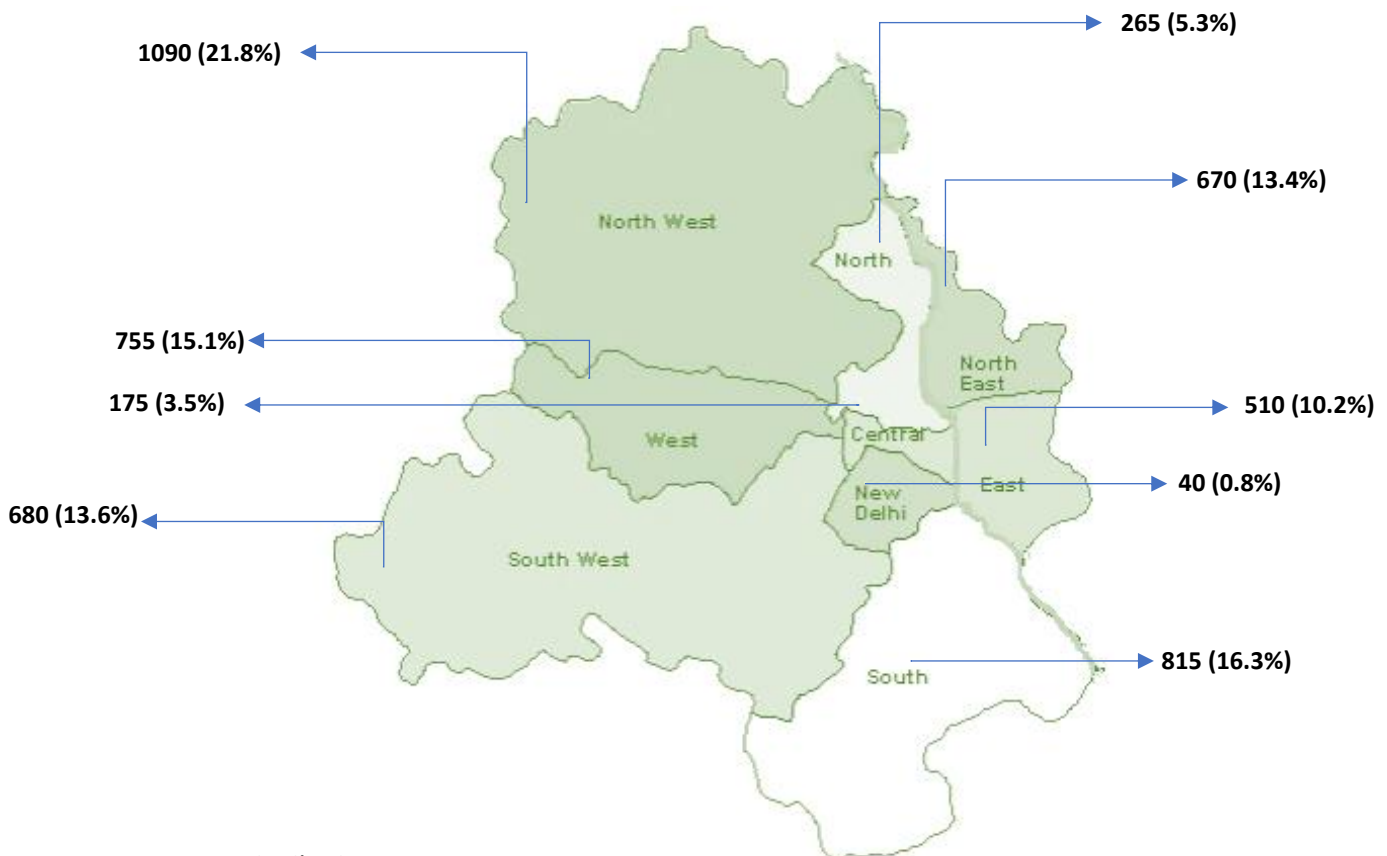 265 (5.3%)
1090 (21.8%)
670 (13.4%)
North West
North
755 (15.1%)
North
East
175 (3.5%)
510 (10.2%)
Central
West
40 (0.8%)
East
New
Delhi
680 (13.6%)
South West
815 (16.3%)
South